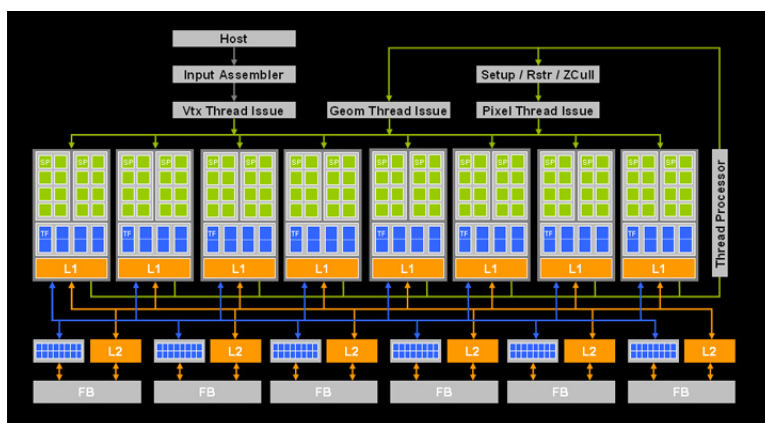 Host
Input Assembler
Setup / Rstr / ZCull
Vtx Thread Issue
Geom Thread Issue
Pixel Thread Issue
SP SP SP SP SP SP SP SP SP SP SP SP SP SP SP SP
Thread Processor
TF TF TF TF TF TF TF TF
L1 L1 L1 L1 L1 L1 L1 L1
L2 L2 L2 L2 L2 L2
FB FB FB FB FB FB